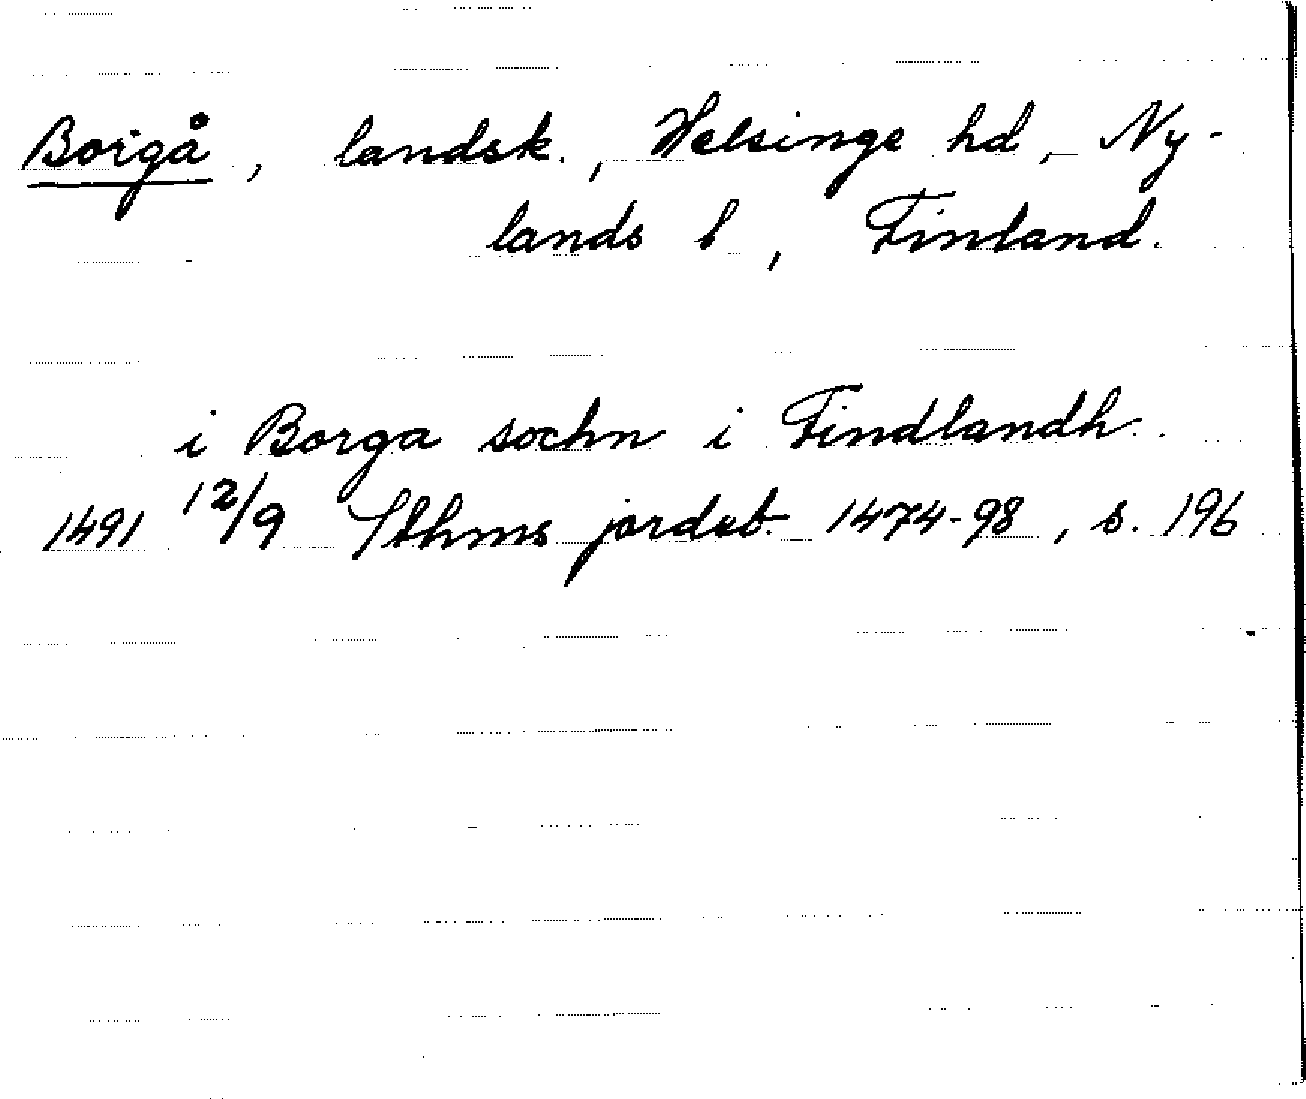 Borgå, landsk., Helsinge hd, Ny-
lands l, Finland.
i Borga sochn i Findlandh.
1491 12/9 Sthms jordeb. 1474-98, s. 196